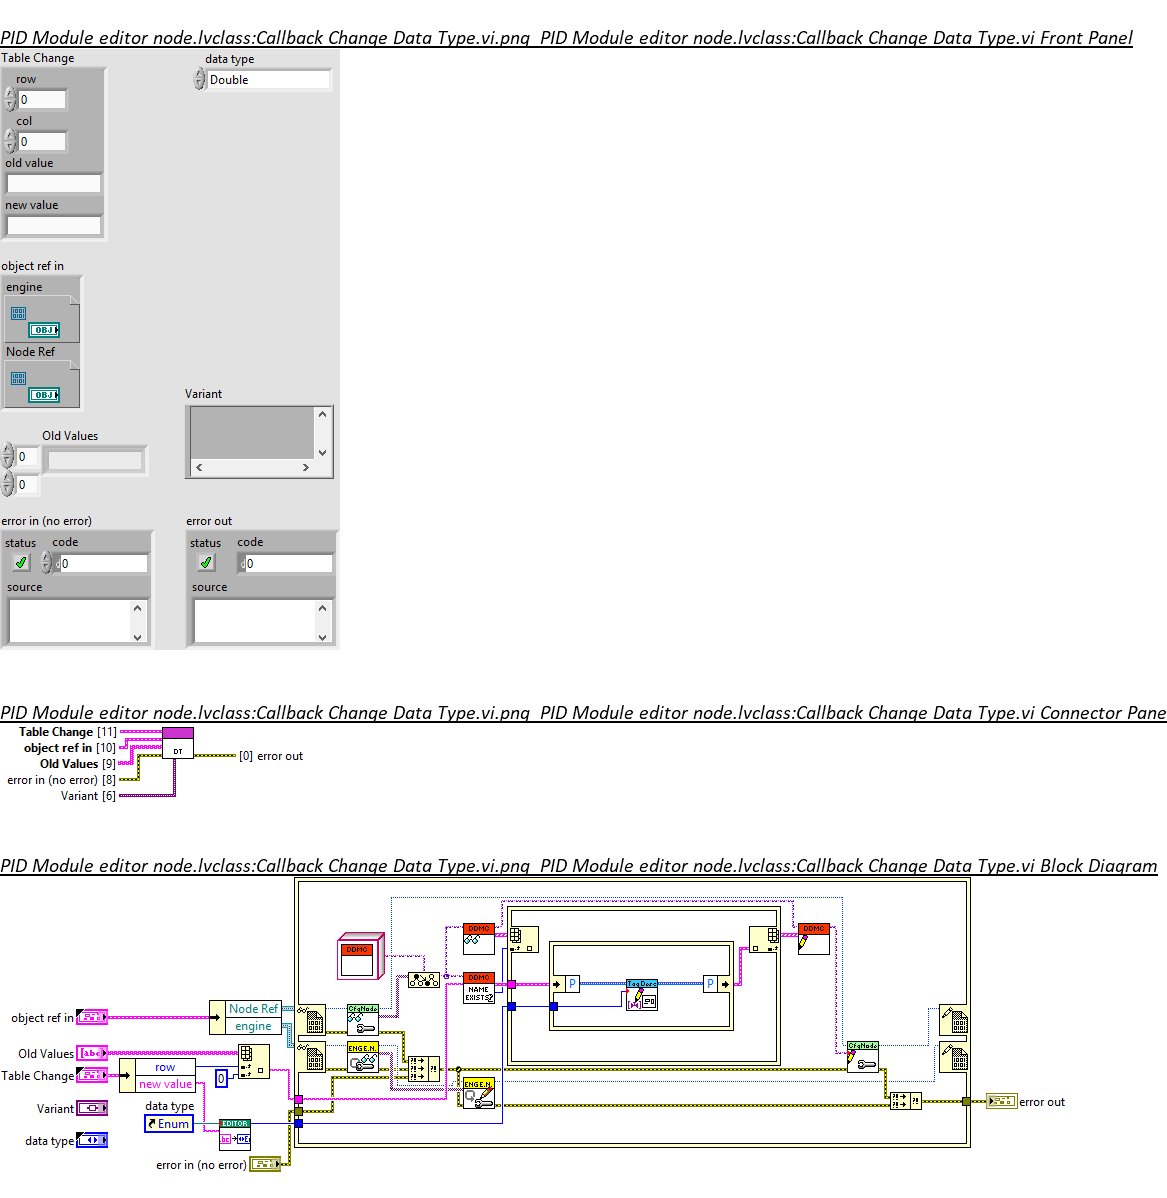 PID Module editor node.lvclass:Callback Change Data Type.vi.png PID Module editor node.lvclass:Callback Change Data Type.vi Front Panel
Table Change
data type
row
Double
0
col
0
old value
new value
object ref in
engine
OBJ
Node Ref
OBJ
Variant
Old Values
0
0
error in (no error)
error out
status code
status code
0
0
source
source
PID Module editor node.lvclass:Callback Change Data Type.vi.png PID Module editor node.lvclass:Callback Change Data Type.vi Connector Pane
Table Change [11]
object ref in [10]
DT
Old Values [9]
[0] error out
error in (no error) [8]
Variant [6]
PID Module editor node.lvclass:Callback Change Data Type.vi.png PID Module editor node.lvclass:Callback Change Data Type.vi Block Diagram
DDMC
DDMC
DDMC
DDMC
NAME
EXISTS?
P
Tag Desc
P
object ref in
Node Ref
engine
CfgNode
ENGE.N.
CfgNode
Old Values
abc
Table Change
row
new value
0
ENGE.N.
Variant
data type
Enum
EDITOR
error out
data type
error in (no error)